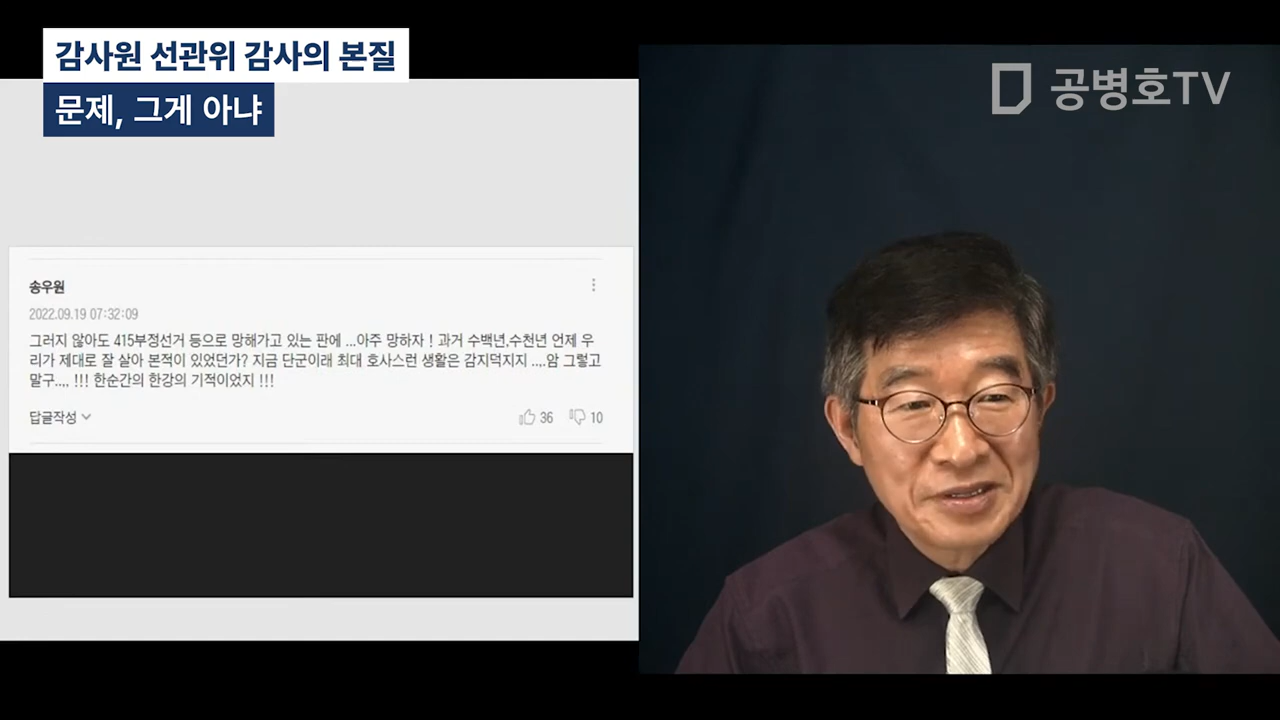 감사원 선관위 감사의 본질
문제, 그게 아냐
공병호TV
송우원
2022.09.19 07:32:09
그러지 않아도 415부정선거 등으로 망해가고 있는 판에 ...아주 망하자 ! 과거 수백년,수천년 언제 우
리가 제대로 잘 살아 본적이 있었던가? 지금 단군이래 최대 호사스런 생활은 감지덕지지 ....암 그렇고
말구.... !!! 한순간의 한강의 기적이었지 !!!
답글작성
36
10